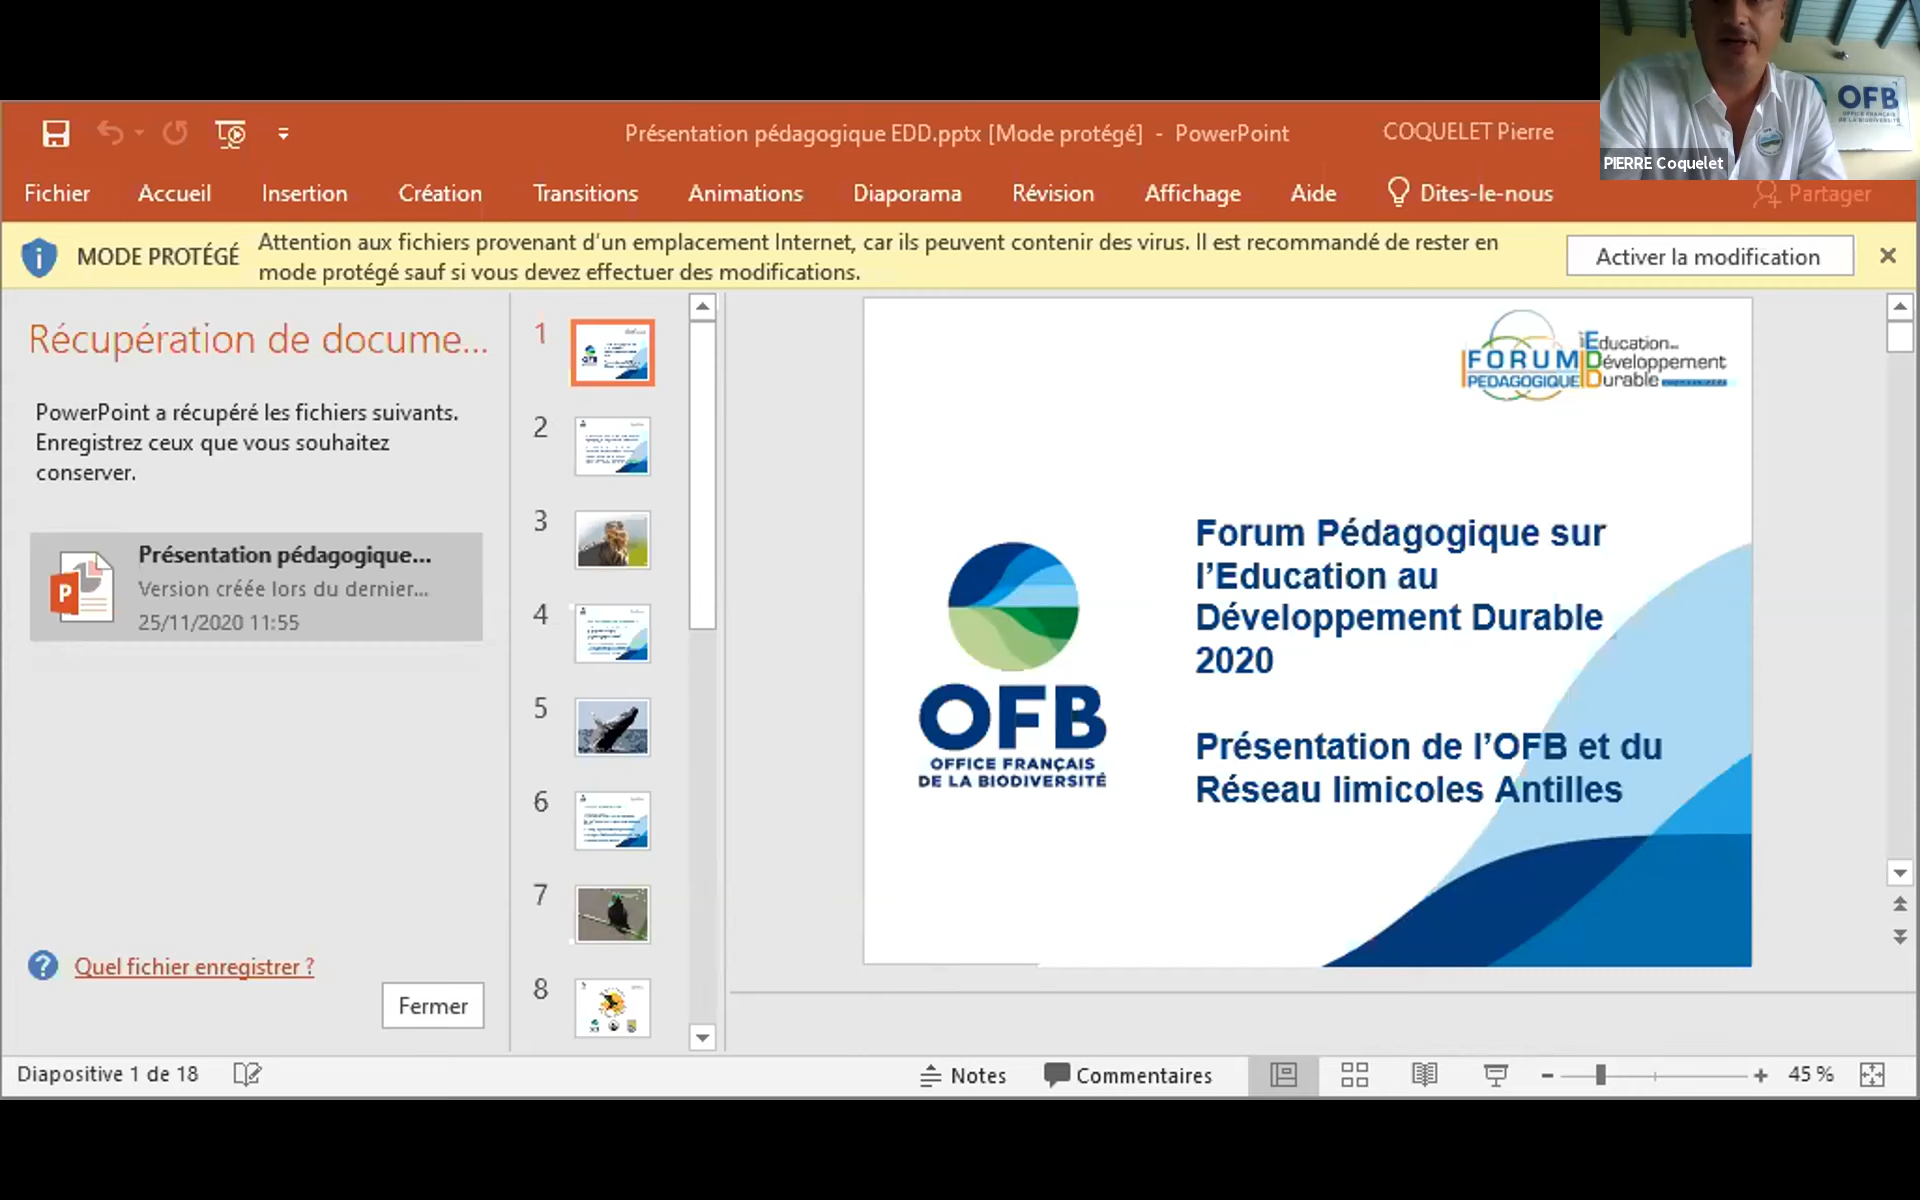 OFB
OFFICE FRANÇAIS
DE LA BIODIVERSITÉ
PIERRE Coquelet
Présentation pédagogique EDD.pptx [Mode protégé] - PowerPoint
COQUELET Pierre
Fichier Accueil Insertion Création Transitions Animations Diaporama Révision Affichage Aide Dites-le-nous Partager
MODE PROTÉGÉ
Attention aux fichiers provenant d'un emplacement Internet, car ils peuvent contenir des virus. Il est recommandé de rester en
mode protégé sauf si vous devez effectuer des modifications.
Activer la modification
Récupération de docume...
PowerPoint a récupéré les fichiers suivants.
Enregistrez ceux que vous souhaitez
conserver.
Présentation pédagogique...
Version créée lors du dernier...
25/11/2020 11:55
Quel fichier enregistrer ?
Fermer
1
2
3
4
5
6
7
8
FORUM
PEDAGOGIQUE
Education au
Développement
Durable
Forum Pédagogique sur
l'Education au
Développement Durable
2020
Présentation de l'OFB et du
Réseau limicoles Antilles
OFB
OFFICE FRANÇAIS
DE LA BIODIVERSITÉ
Diapositive 1 de 18
Notes
Commentaires
45 %